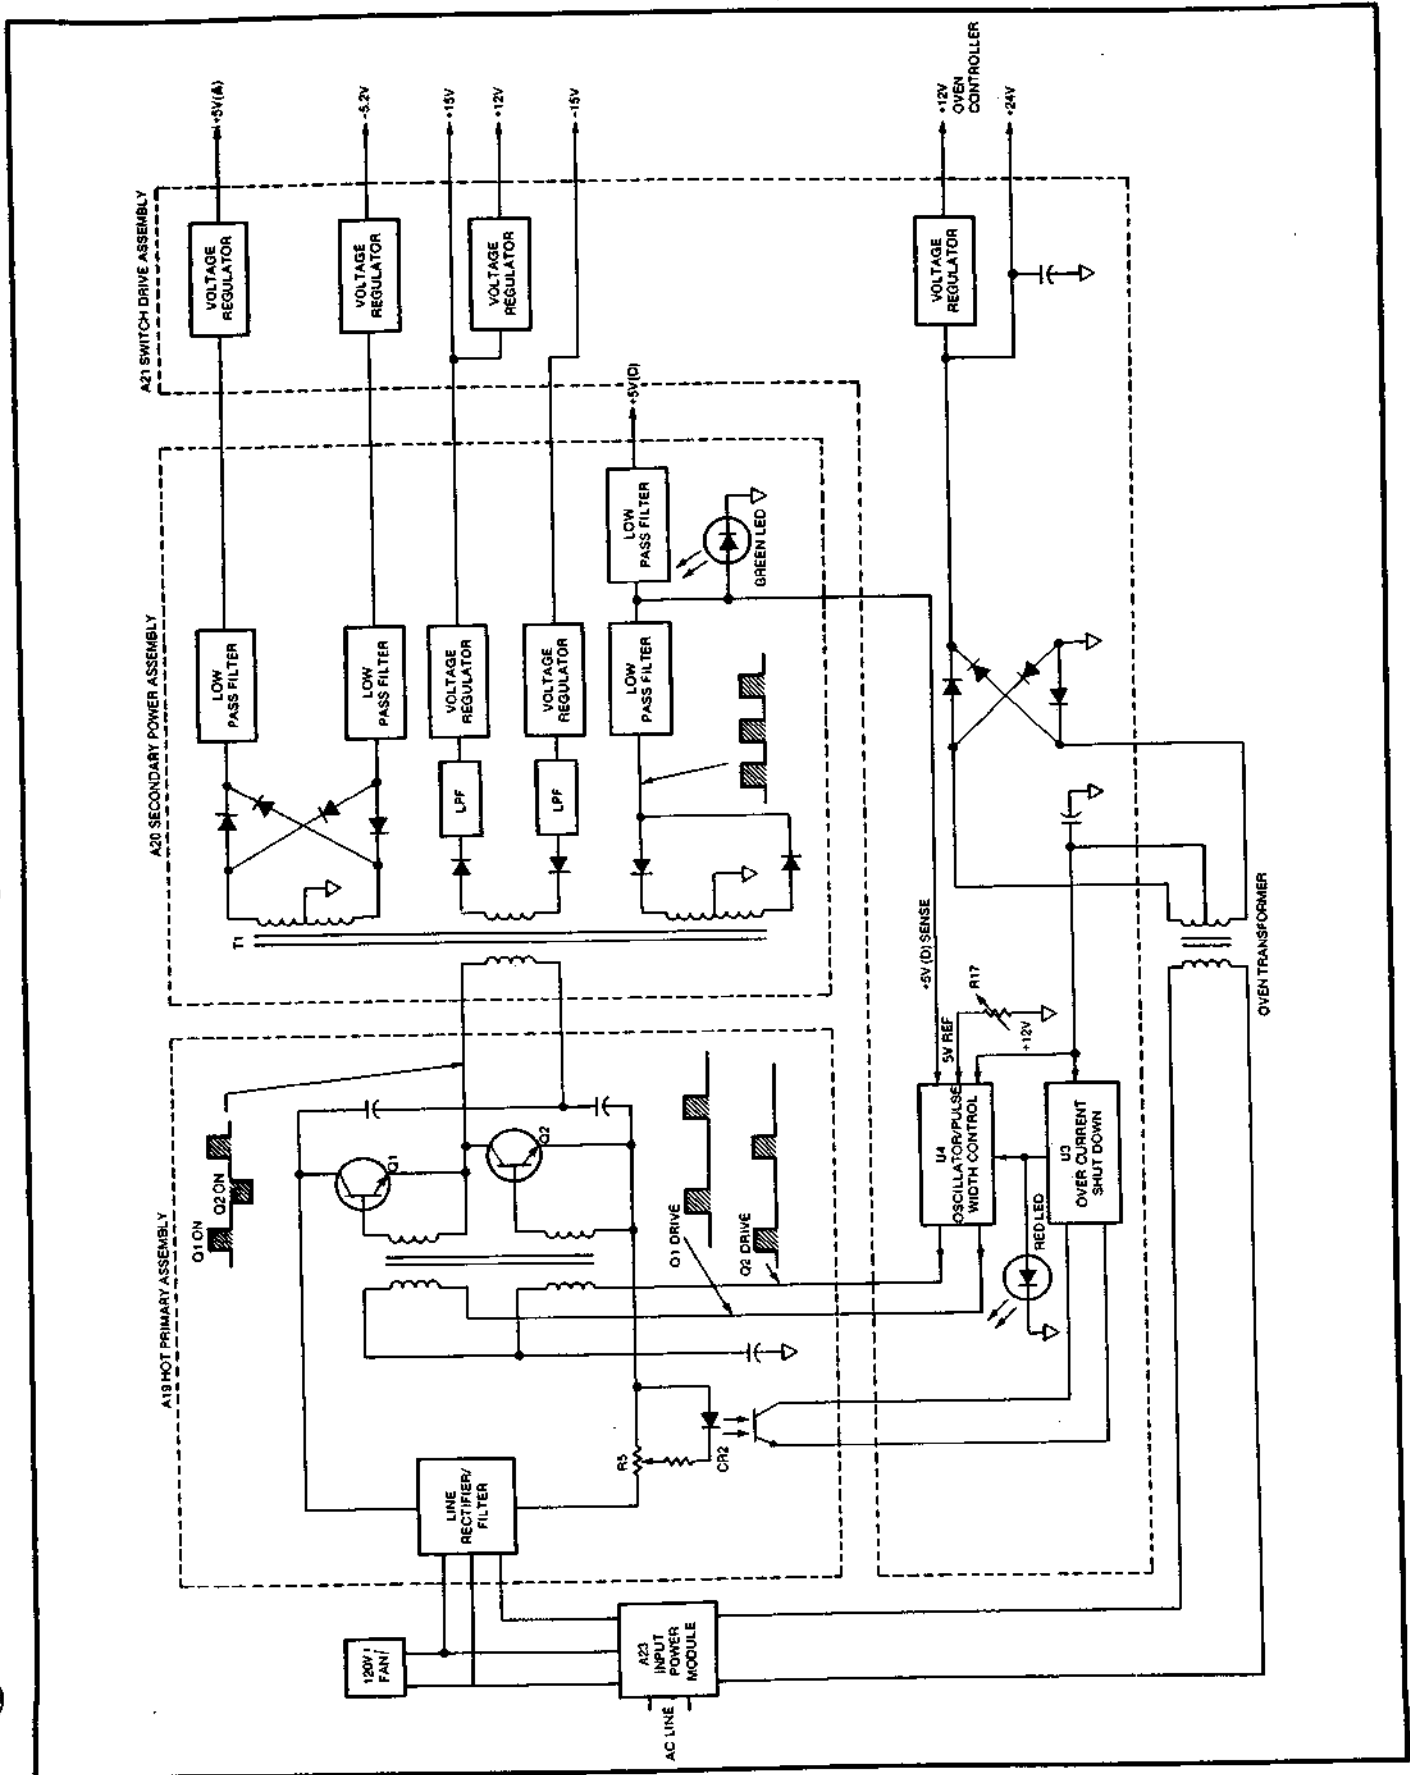 A21 SWITCH DRIVE ASSEMBLY
+5V(A)
-5.2V
+15V
+12V
-15V
+12V
OVEN
CONTROLLER
+24V
VOLTAGE
REGULATOR
VOLTAGE
REGULATOR
VOLTAGE
REGULATOR
VOLTAGE
REGULATOR
A20 SECONDARY POWER ASSEMBLY
LOW
PASS FILTER
LOW
PASS FILTER
VOLTAGE
REGULATOR
VOLTAGE
REGULATOR
LOW
PASS FILTER
LOW
PASS FILTER
+5V(D)
GREEN LED
LPF
LPF
T1
+5V (D) SENSE
5V REF
R17
+12V
OVEN TRANSFORMER
A19 HOT PRIMARY ASSEMBLY
Q1 ON
Q2 ON
Q1
Q2
Q1 DRIVE
Q2 DRIVE
U4
OSCILLATOR/PULSE
WIDTH CONTROL
U3
OVER CURRENT
SHUT DOWN
RED LED
R5
CR2
LINE
RECTIFIER/
FILTER
120V
FAN
A23
INPUT
POWER
MODULE
AC LINE